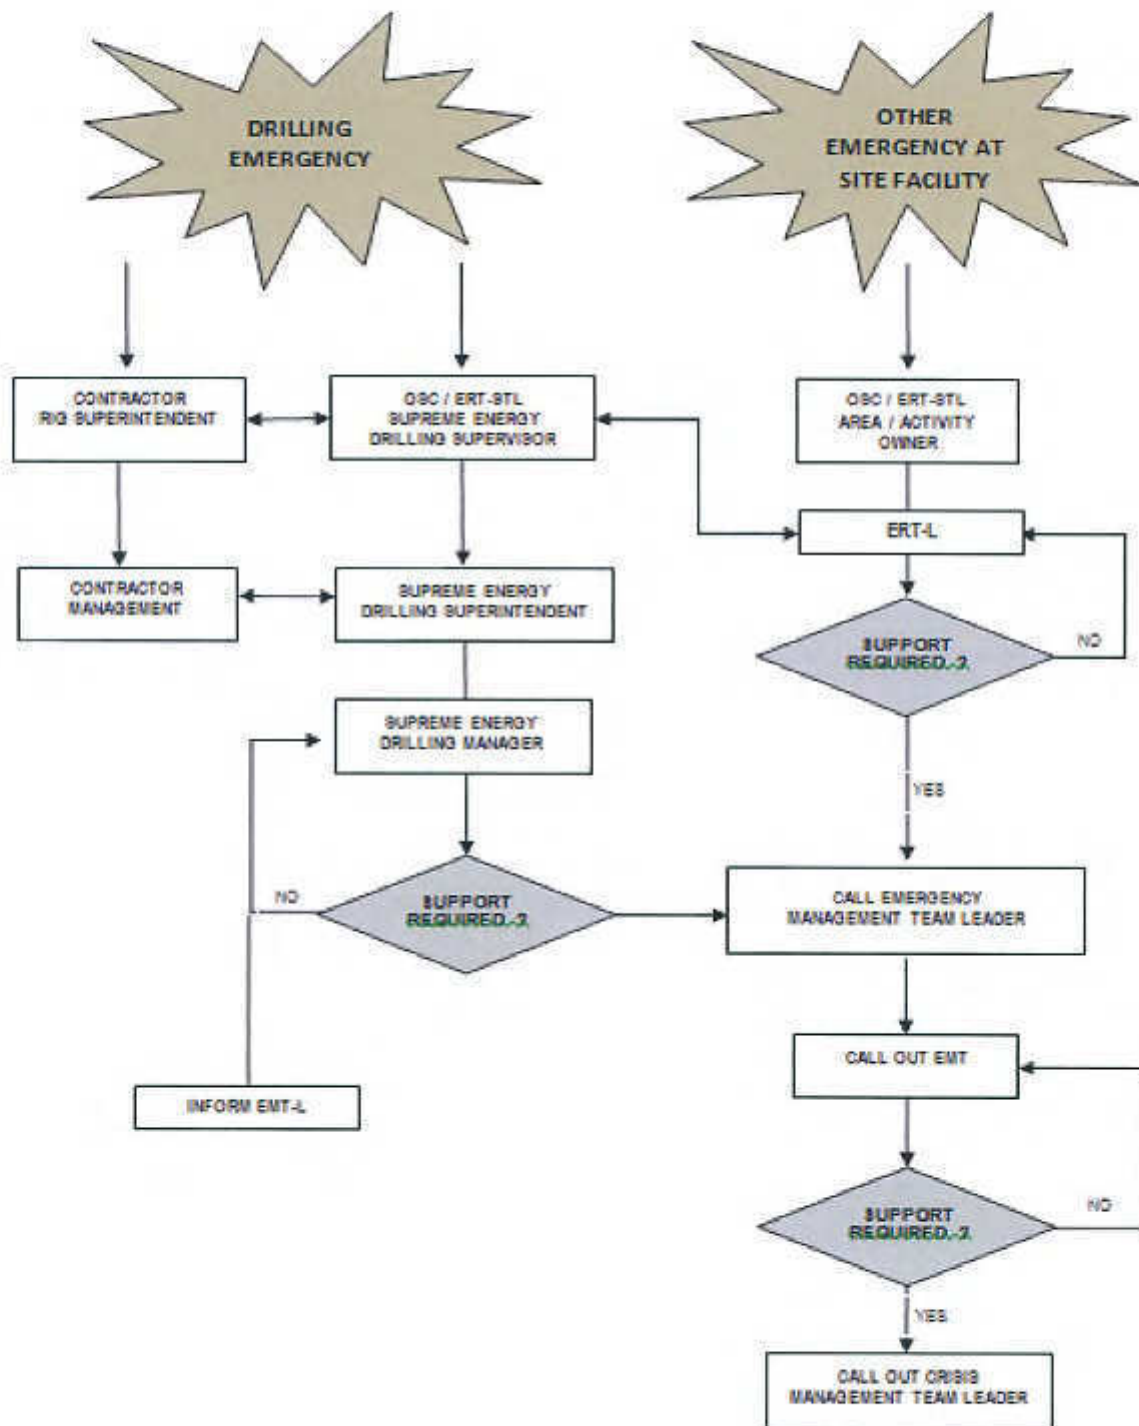 DRILLING
EMERGENCY
OTHER
EMERGENCY AT
SITE FACILITY
CONTRACTOR
RIG SUPERINTENDENT
OSC / ERT-STL
SUPREME ENERGY
DRILLING SUPERVISOR
OSC / ERT-STL
AREA / ACTIVITY
OWNER
ERT-L
CONTRACTOR
MANAGEMENT
SUPREME ENERGY
DRILLING SUPERINTENDENT
SUPPORT
REQUIRED.-?
NO
SUPREME ENERGY
DRILLING MANAGER
YES
NO
SUPPORT
REQUIRED.-?
CALL EMERGENCY
MANAGEMENT TEAM LEADER
CALL OUT EMT
INFORM EMT-L
SUPPORT
REQUIRED.-?
NO
YES
CALL OUT CRISIS
MANAGEMENT TEAM LEADER